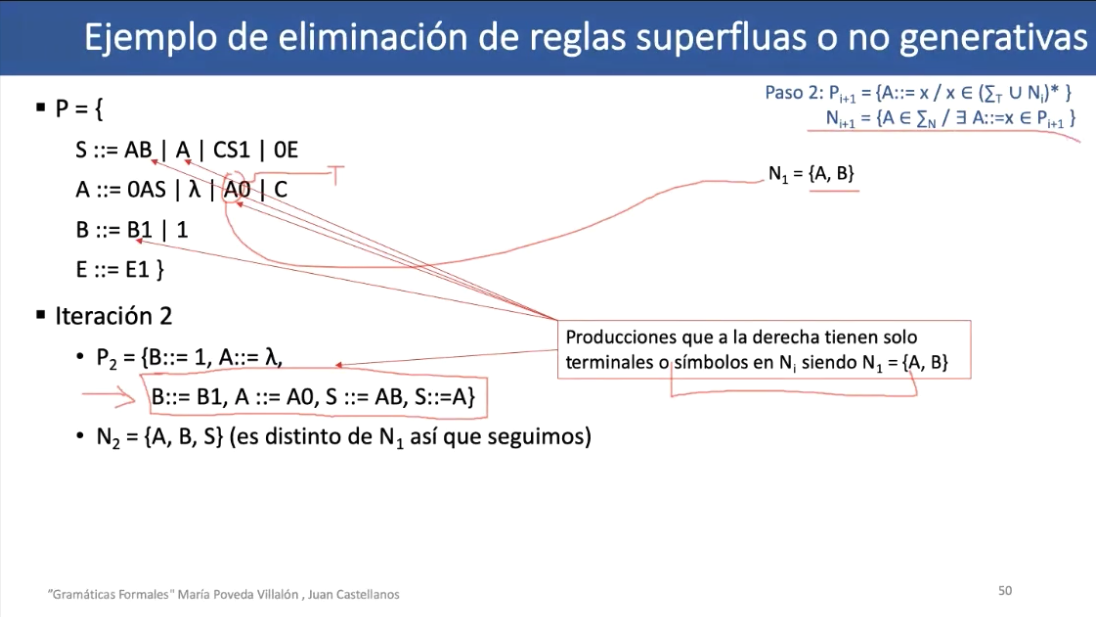 Ejemplo de eliminación de reglas superfluas o no generativas
Paso 2: Pᵢ₊₁ = {A::= x / x ∈ (∑T ∪ Nᵢ)* }
Nᵢ₊₁ = {A ∈ ∑N / ∃ A::=x ∈ Pᵢ₊₁ }
▪ P = {
S ::= AB | A | CS1 | 0E
A ::= 0AS | λ | A0 | C
T
N₁ = {A, B}
B ::= B1 | 1
E ::= E1 }
▪ Iteración 2
• P₂ = {B::= 1, A::= λ,
B::= B1, A ::= A0, S ::= AB, S::=A}
• N₂ = {A, B, S} (es distinto de N₁ así que seguimos)
Producciones que a la derecha tienen solo
terminales o símbolos en Nᵢ siendo N₁ = {A, B}
"Gramáticas Formales" María Poveda Villalón , Juan Castellanos
50